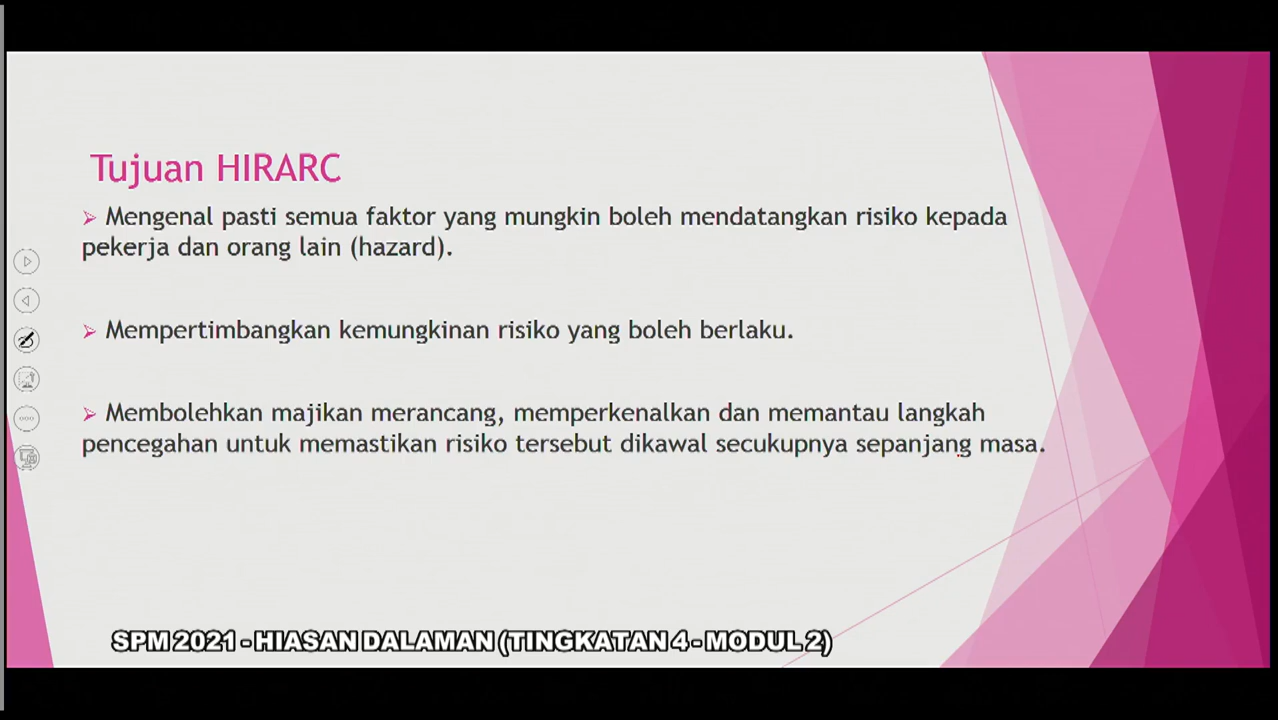 Tujuan HIRARC
Mengenal pasti semua faktor yang mungkin boleh mendatangkan risiko kepada
pekerja dan orang lain (hazard).
Mempertimbangkan kemungkinan risiko yang boleh berlaku.
Membolehkan majikan merancang, memperkenalkan dan memantau langkah
pencegahan untuk memastikan risiko tersebut dikawal secukupnya sepanjang masa.
SPM 2021 - HIASAN DALAMAN (TINGKATAN 4 - MODUL 2)